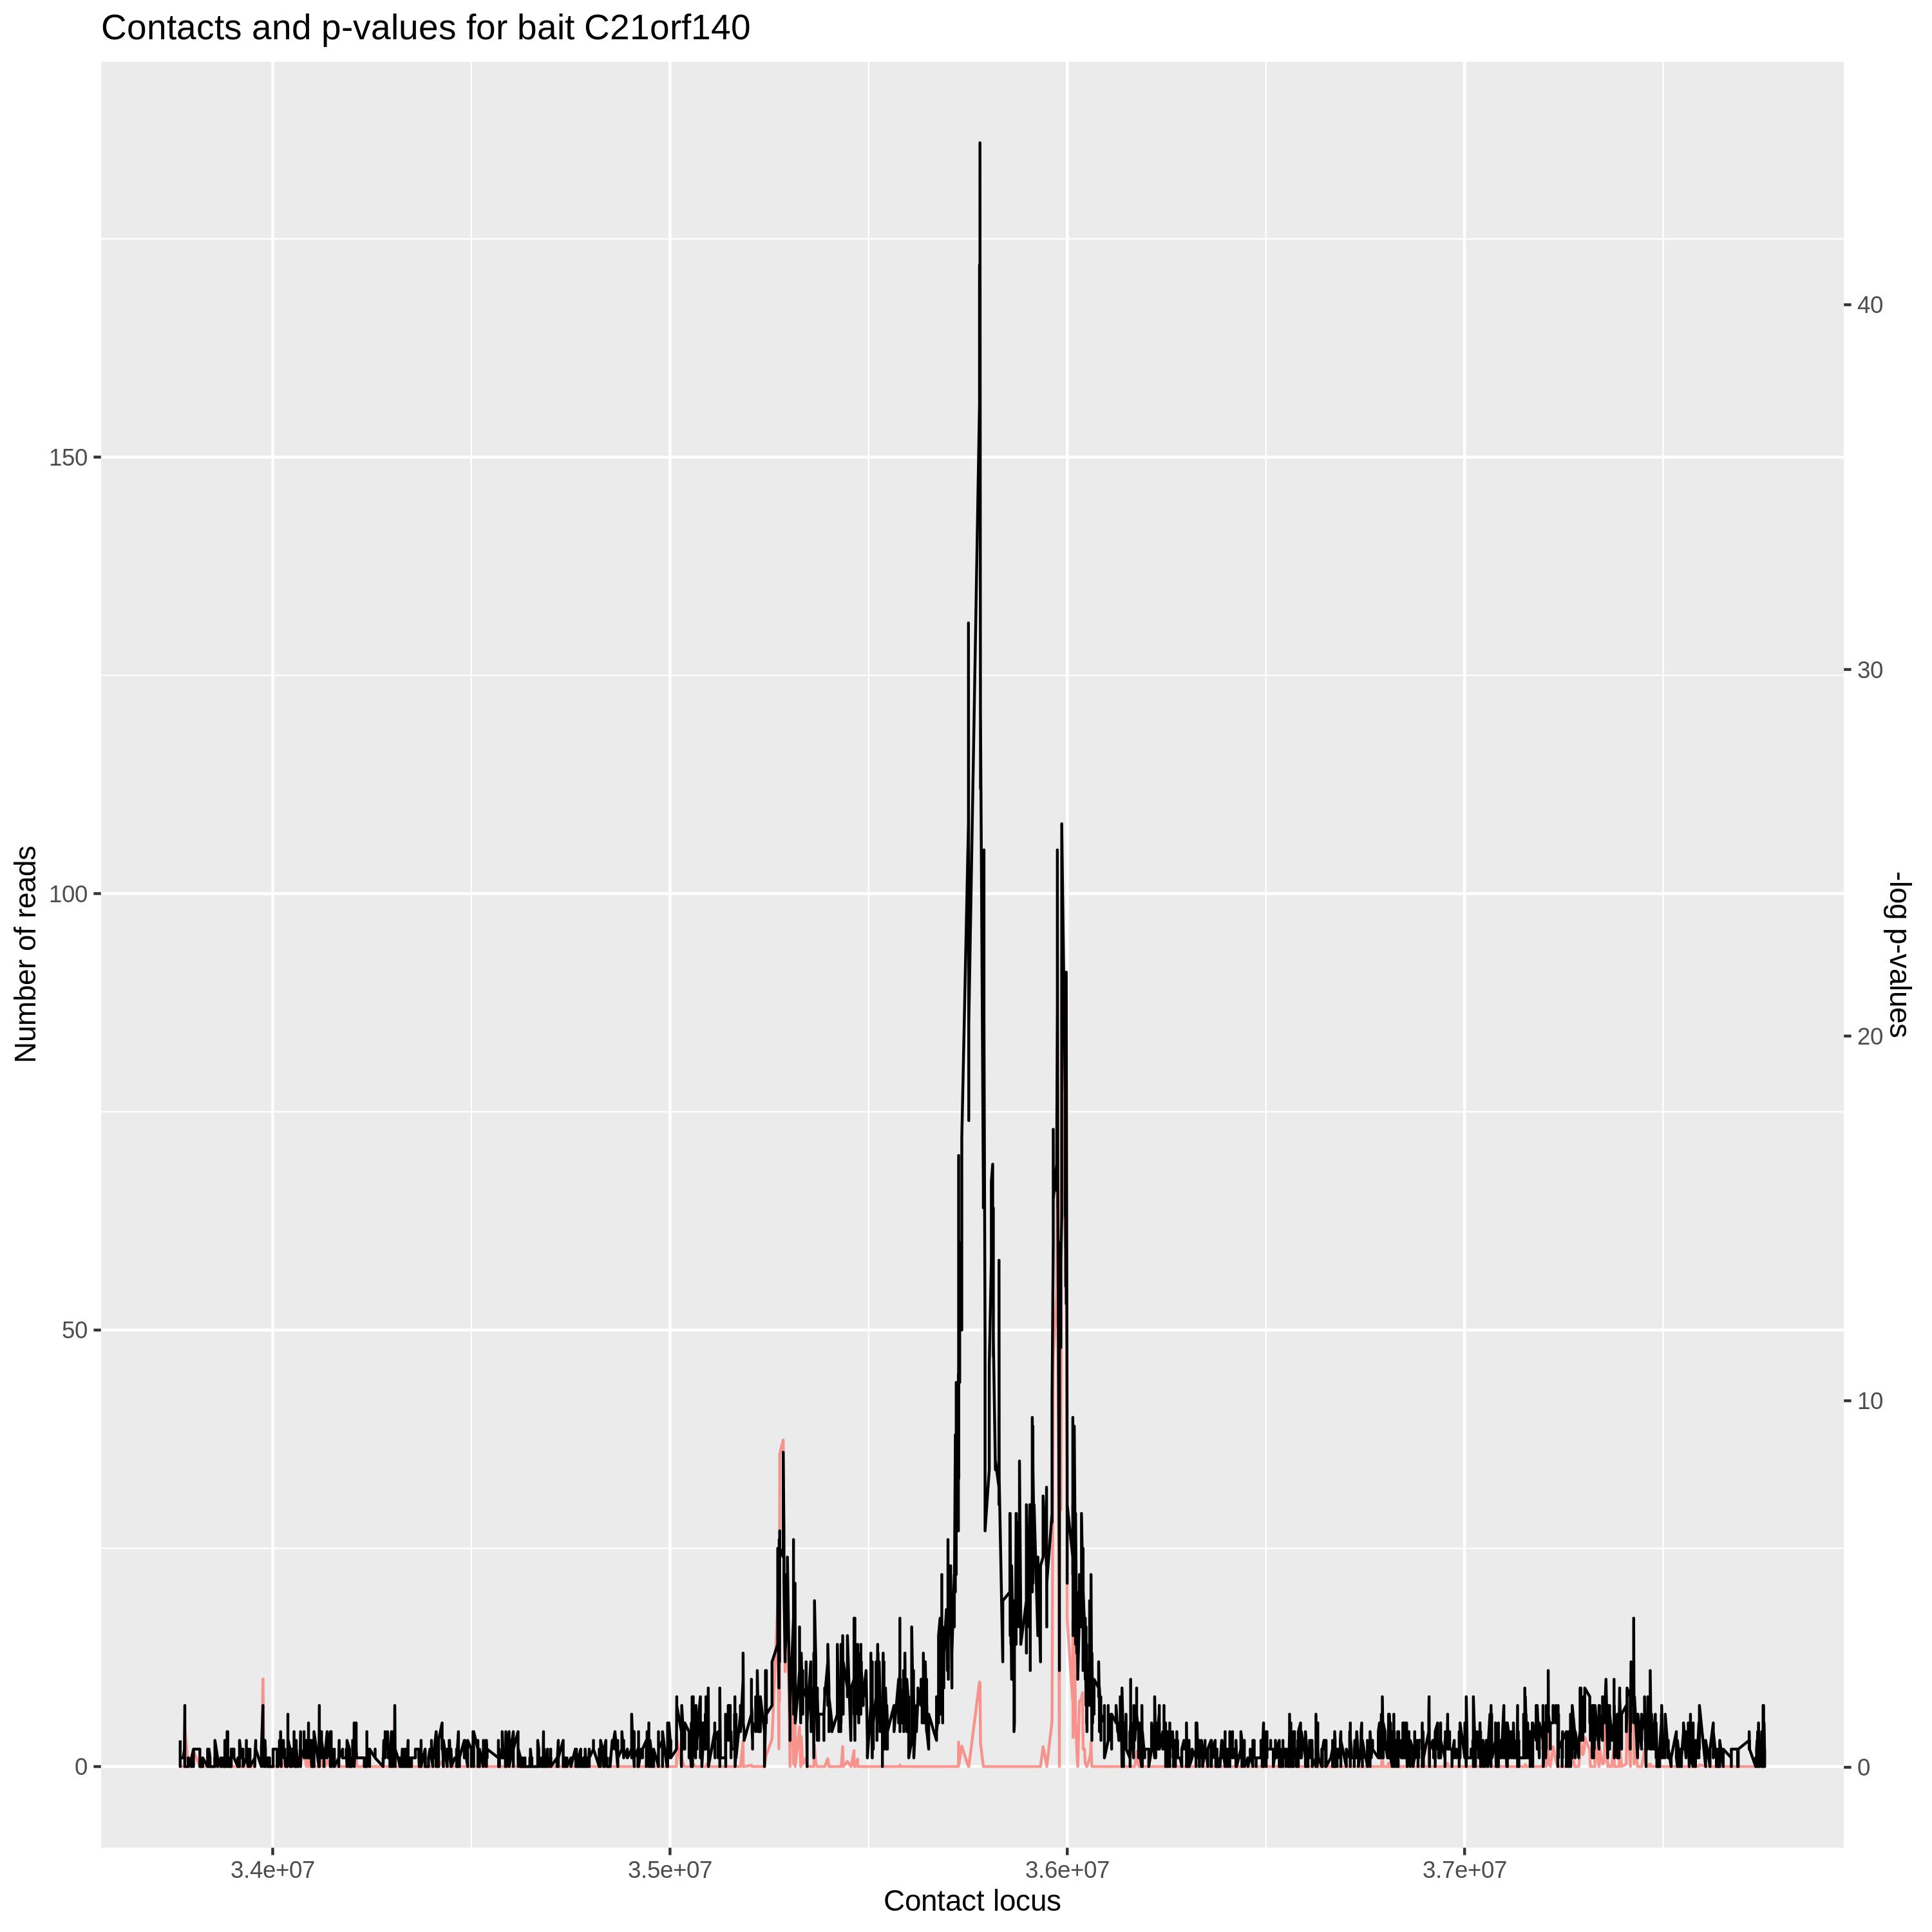 Contacts and p-values for bait C21orf140
Number of reads
150
100
50
0
40
30
20
10
0
-log p-values
3.4e+07 3.5e+07 3.6e+07 3.7e+07
Contact locus